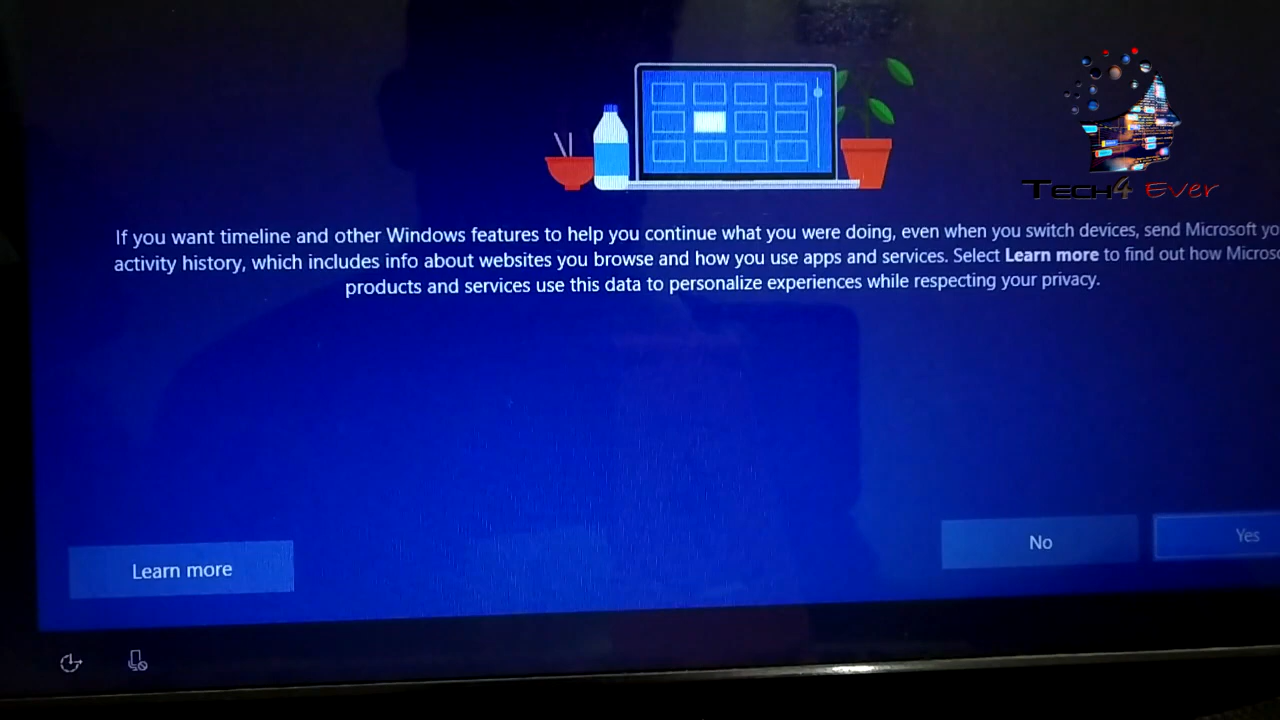 Tech4 Ever
If you want timeline and other Windows features to help you continue what you were doing, even when you switch devices, send Microsoft yo
activity history, which includes info about websites you browse and how you use apps and services. Select Learn more to find out how Micros
products and services use this data to personalize experiences while respecting your privacy.
No
Yes
Learn more